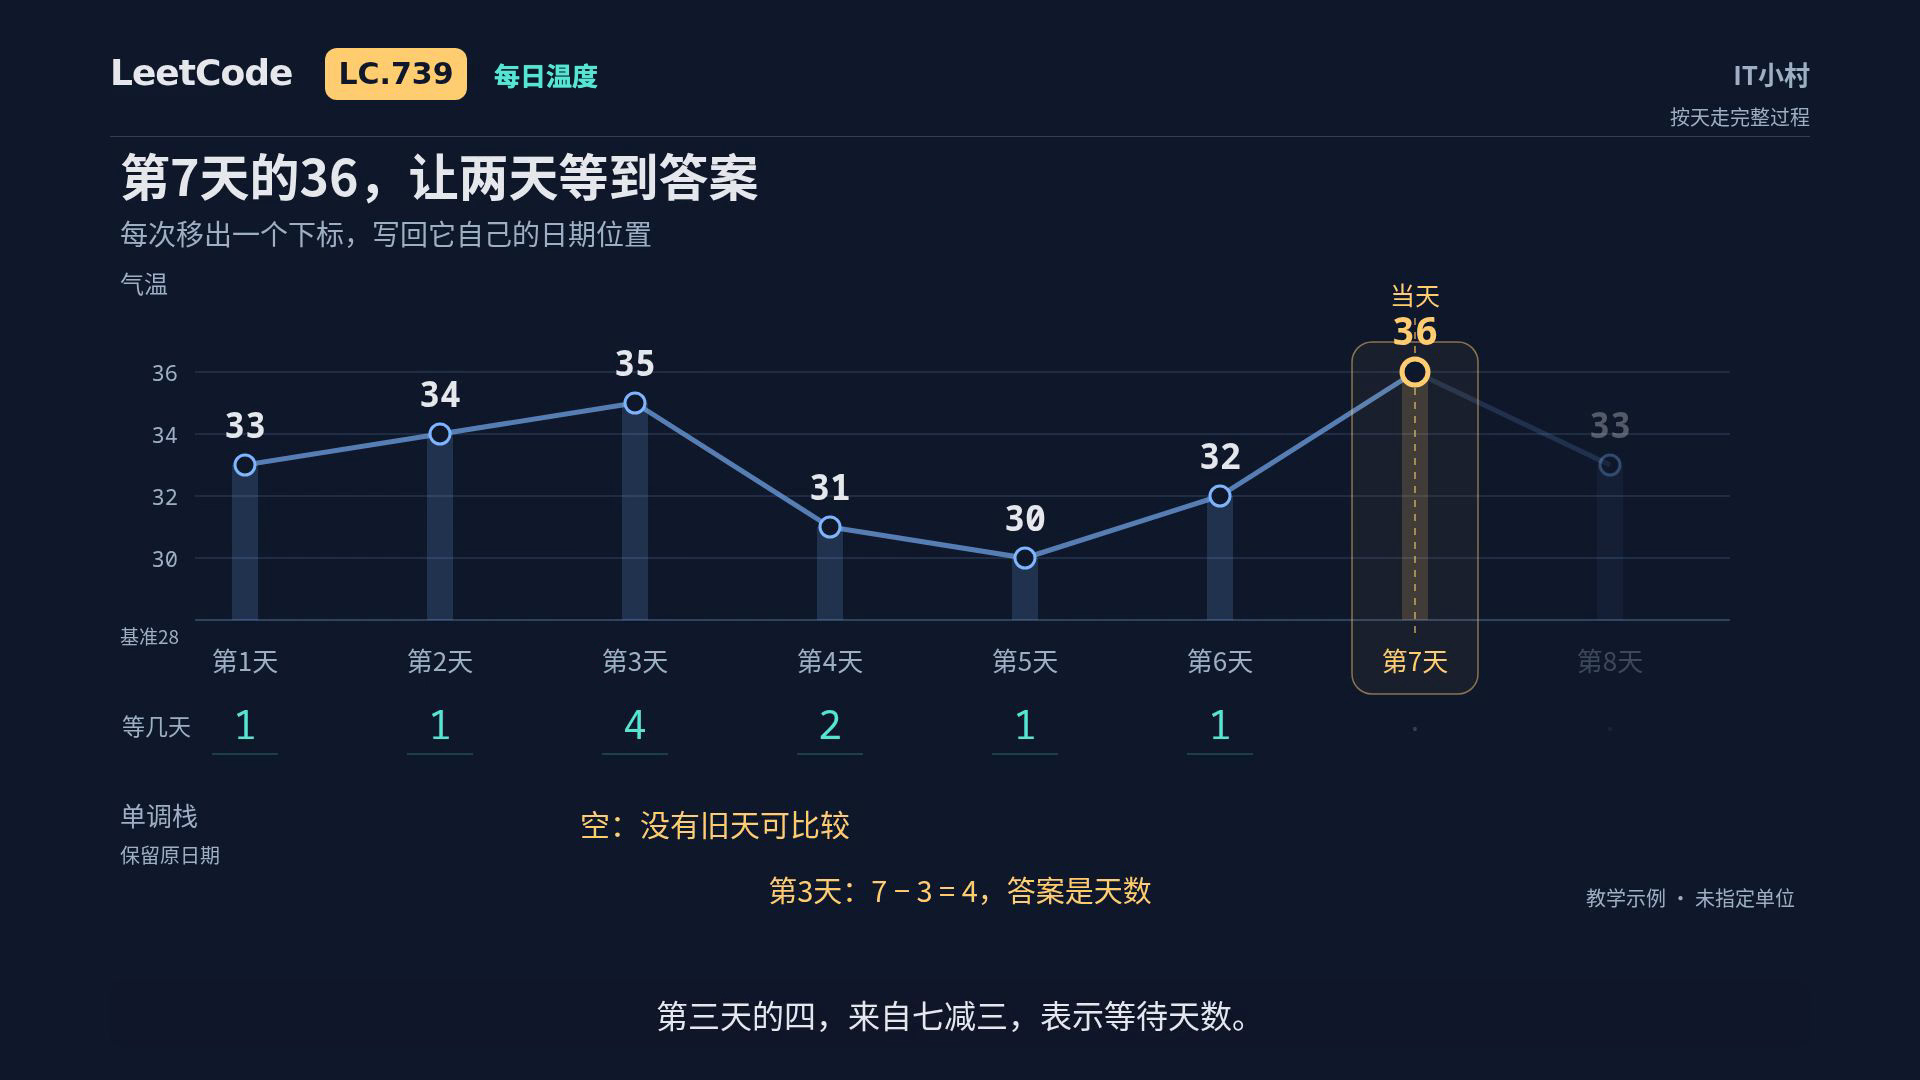 LeetCode LC.739 每日温度
IT小村
按天走完整过程
第7天的36，让两天等到答案
每次移出一个下标，写回它自己的日期位置
气温
当天
33 34 35 31 30 32 36 33
36
34
32
30
基准28
第1天 第2天 第3天 第4天 第5天 第6天 第7天 第8天
等几天 1 1 4 2 1 1 · ·
单调栈
保留原日期
空：没有旧天可比较
第3天：7 − 3 = 4，答案是天数
教学示例 · 未指定单位
第三天的四，来自七减三，表示等待天数。